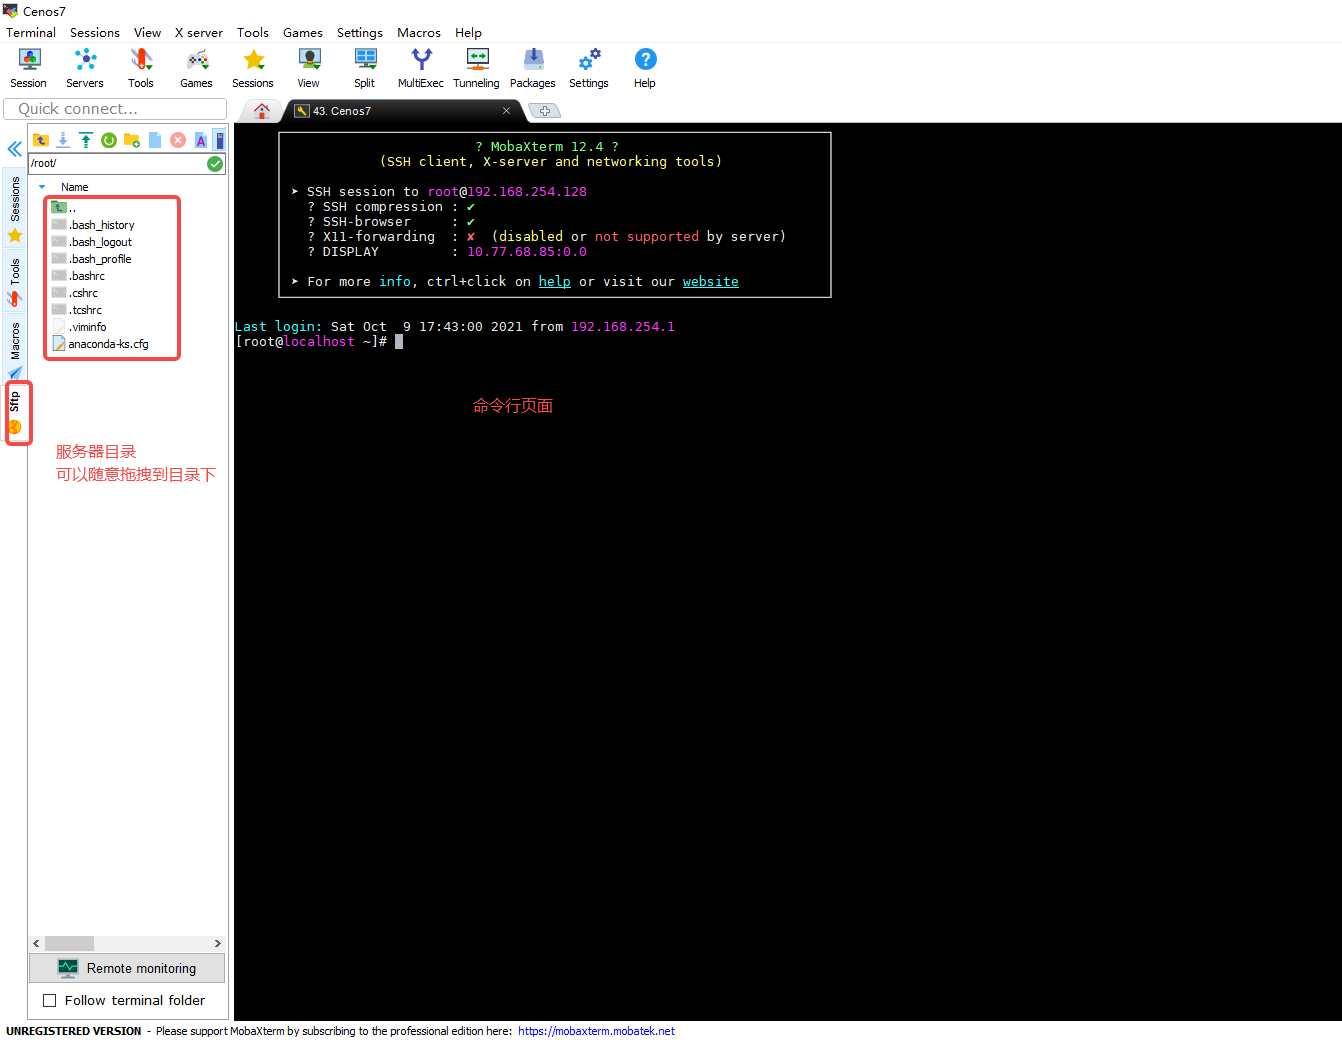 Cenos7
Terminal Sessions View X server Tools Games Settings Macros Help
Session Servers Tools Games Sessions View Split MultiExec Tunneling Packages Settings Help
Quick connect...
43. Cenos7
/root/
Name
..
.bash_history
.bash_logout
.bash_profile
.bashrc
.cshrc
.tcshrc
.viminfo
anaconda-ks.cfg
Sessions
Tools
Macros
Sftp
服务器目录
可以随意拖拽到目录下
Remote monitoring
Follow terminal folder
? MobaXterm 12.4 ?
(SSH client, X-server and networking tools)
➤ SSH session to root@192.168.254.128
? SSH compression : ✔
? SSH-browser : ✔
? X11-forwarding : ✘ (disabled or not supported by server)
? DISPLAY : 10.77.68.85:0.0
➤ For more info, ctrl+click on help or visit our website
Last login: Sat Oct  9 17:43:00 2021 from 192.168.254.1
[root@localhost ~]#
命令行页面
UNREGISTERED VERSION - Please support MobaXterm by subscribing to the professional edition here: https://mobaxterm.mobatek.net